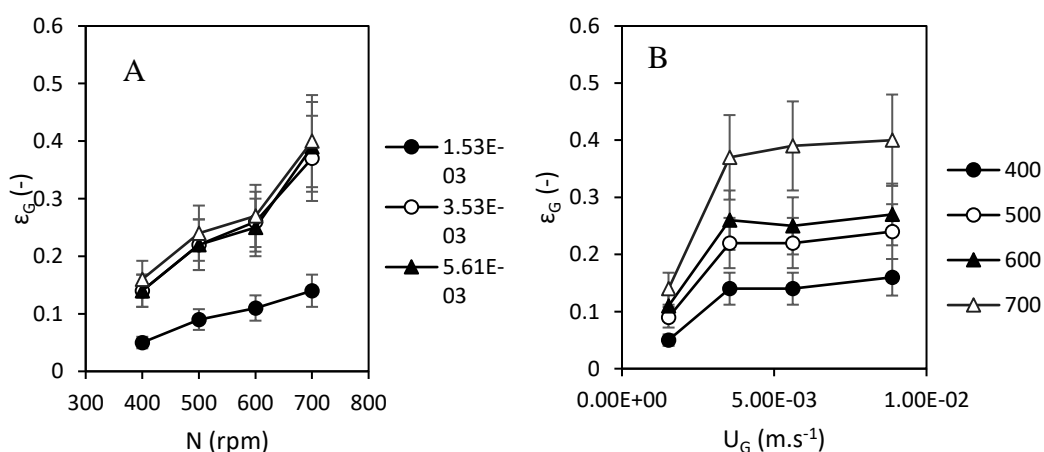 A
0.6
0.5
0.4
0.3
0.2
0.1
0
300 400 500 600 700 800
N (rpm)
εG (-)
1.53E-
03
3.53E-
03
5.61E-
03
B
0.6
0.5
0.4
0.3
0.2
0.1
0
0.00E+00 5.00E-03 1.00E-02
UG (m.s-1)
εG (-)
400
500
600
700